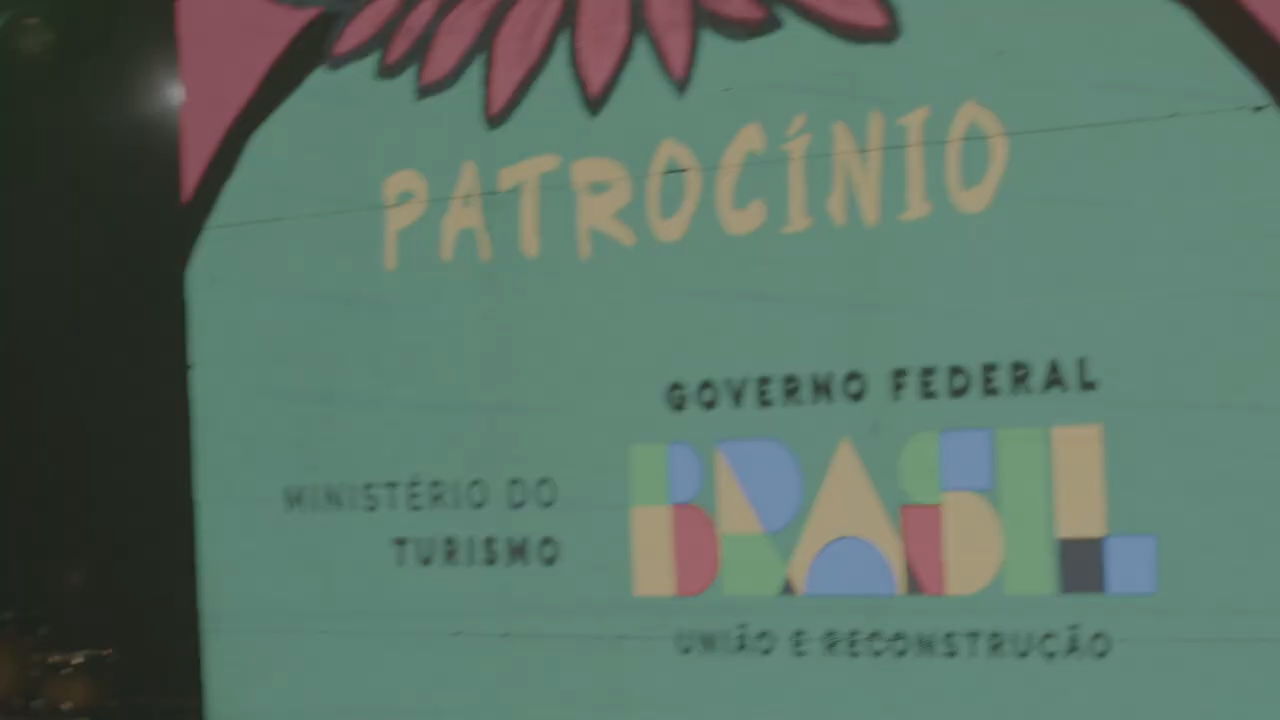 PATROCÍNIO
GOVERNO FEDERAL
MINISTÉRIO DO
TURISMO
BRASIL
UNIÃO E RECONSTRUÇÃO